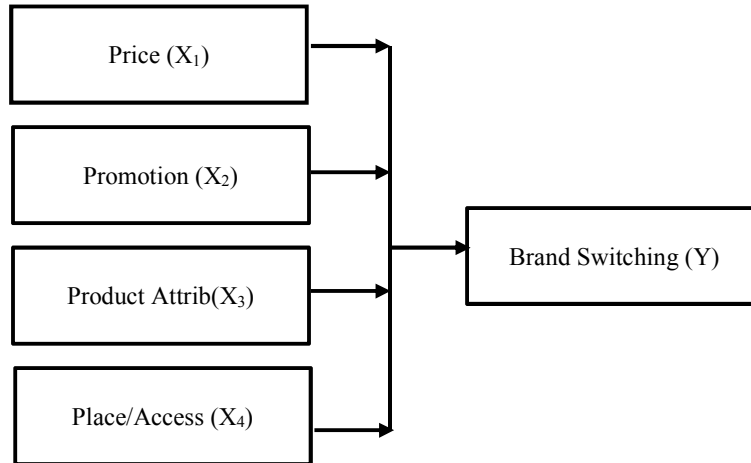 Price (X₁)
Promotion (X₂)
Product Attrib(X₃)
Place/Access (X₄)
Brand Switching (Y)